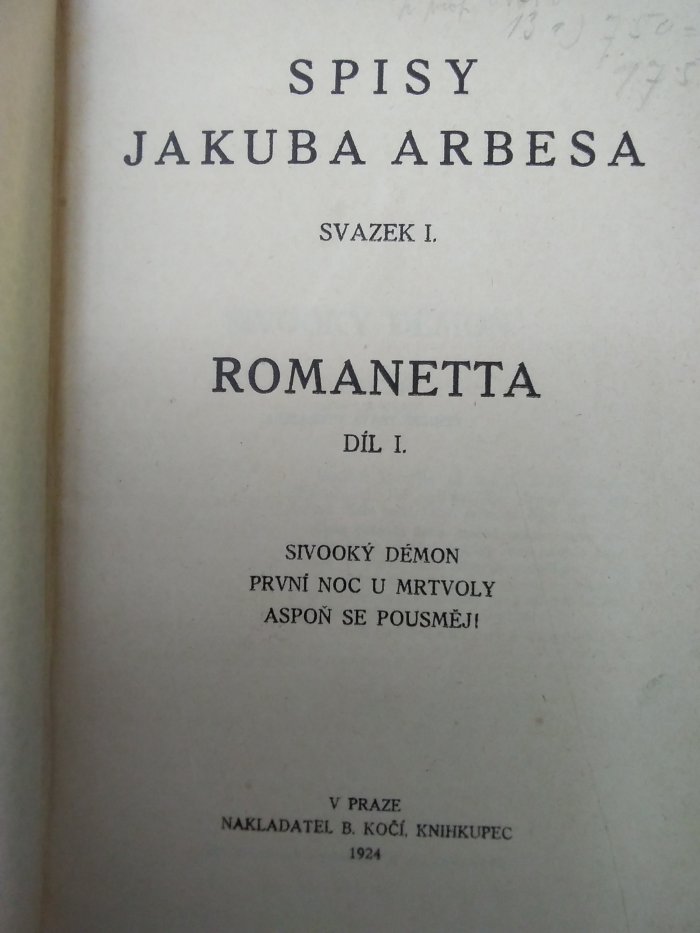 SPISY
JAKUBA ARBESA
SVAZEK I.
ROMANETTA
DÍL I.
SIVOOKÝ DÉMON
PRVNÍ NOC U MRTVOLY
ASPOŇ SE POUSMĚJ!
V PRAZE
NAKLADATEL B. KOČÍ, KNIHKUPEC
1924